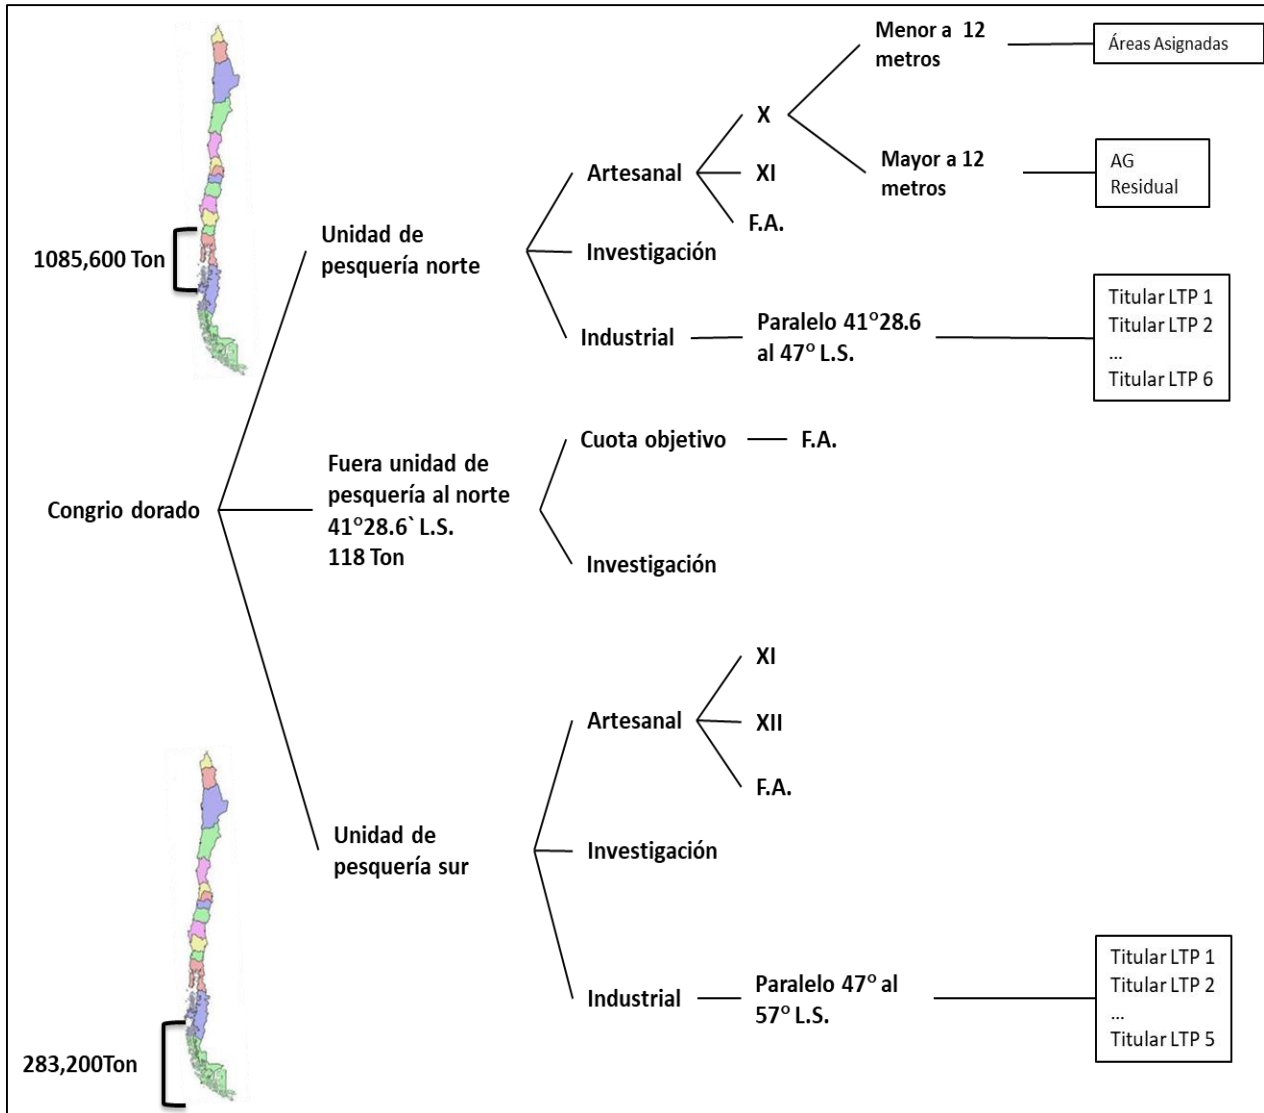 Menor a 12
metros
Áreas Asignadas
X
Mayor a 12
metros
AG
Residual
Artesanal
XI
F.A.
Unidad de
pesquería norte
Investigación
1085,600 Ton
Industrial
Paralelo 41°28.6
al 47° L.S.
Titular LTP 1
Titular LTP 2
...
Titular LTP 6
Cuota objetivo
F.A.
Fuera unidad de
pesquería al norte
41°28.6` L.S.
118 Ton
Congrio dorado
Investigación
XI
Artesanal
XII
F.A.
Unidad de
pesquería sur
Investigación
Industrial
Paralelo 47° al
57° L.S.
Titular LTP 1
Titular LTP 2
...
Titular LTP 5
283,200Ton